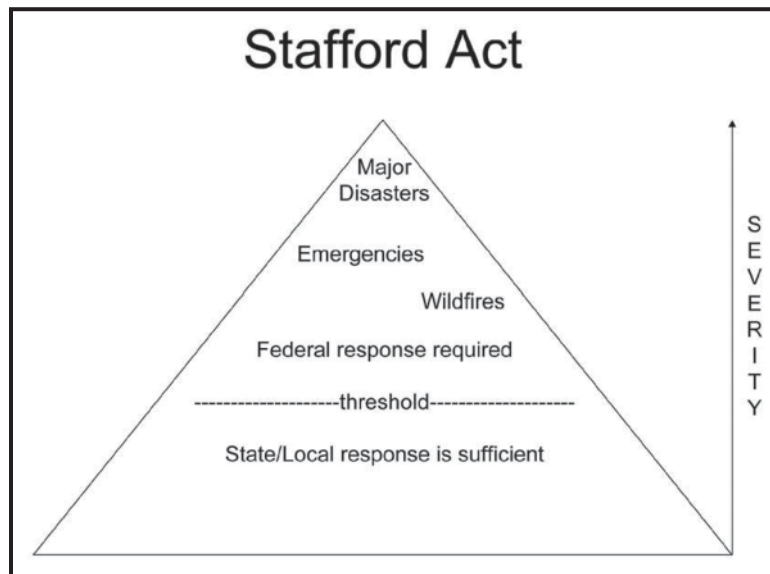 Stafford Act
Major
Disasters
Emergencies
Wildfires
Federal response required
--------------------threshold--------------------
State/Local response is sufficient
S
E
V
E
R
I
T
Y